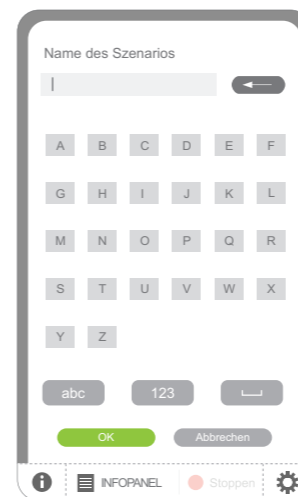 Name des Szenarios
A B C D E F
G H I J K L
M N O P Q R
S T U V W X
Y Z
abc 123
OK Abbrechen
INFOPANEL Stoppen